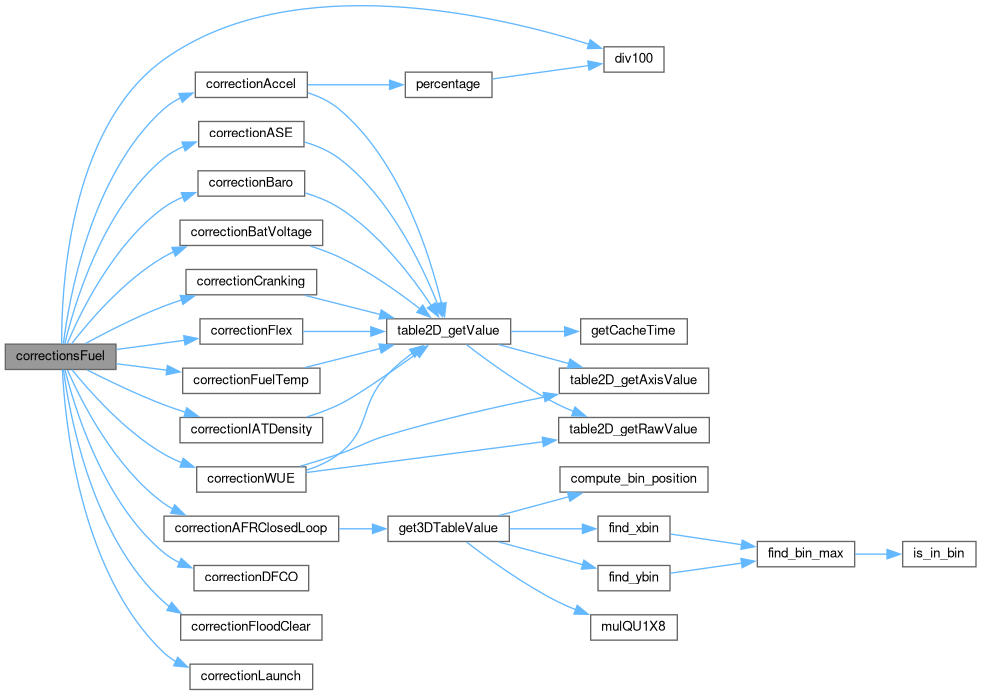 correctionsFuel
div100
correctionAccel
percentage
correctionASE
correctionBaro
correctionBatVoltage
correctionCranking
correctionFlex
table2D_getValue
getCacheTime
correctionFuelTemp
table2D_getAxisValue
correctionIATDensity
table2D_getRawValue
correctionWUE
compute_bin_position
correctionAFRClosedLoop
get3DTableValue
find_xbin
find_bin_max
is_in_bin
correctionDFCO
find_ybin
correctionFloodClear
mulQU1X8
correctionLaunch